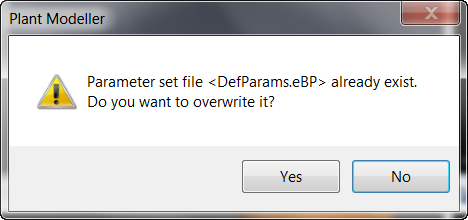 Plant Modeller
Parameter set file <DefParams.eBP> already exist.
Do you want to overwrite it?
Yes
No